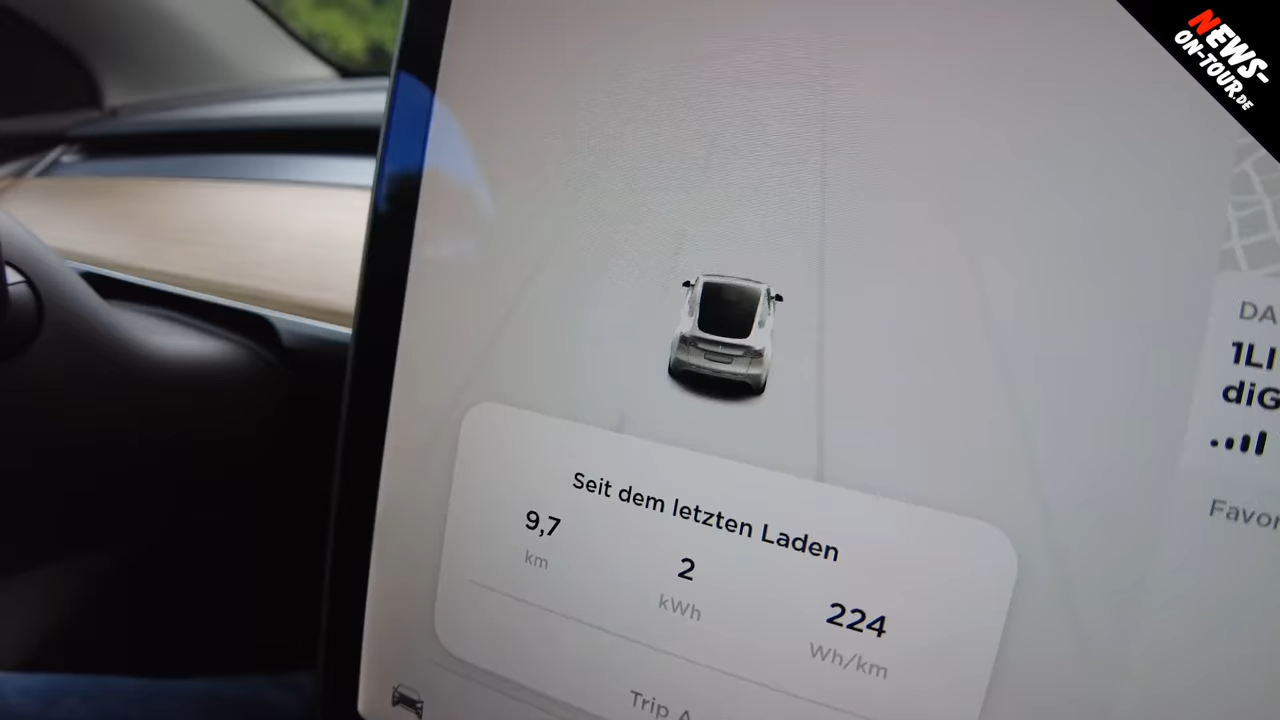 NEWS-
ON-TOUR.DE
DA
1LI
diG
Favor
Seit dem letzten Laden
9,7
km
2
kWh
224
Wh/km
Trip A